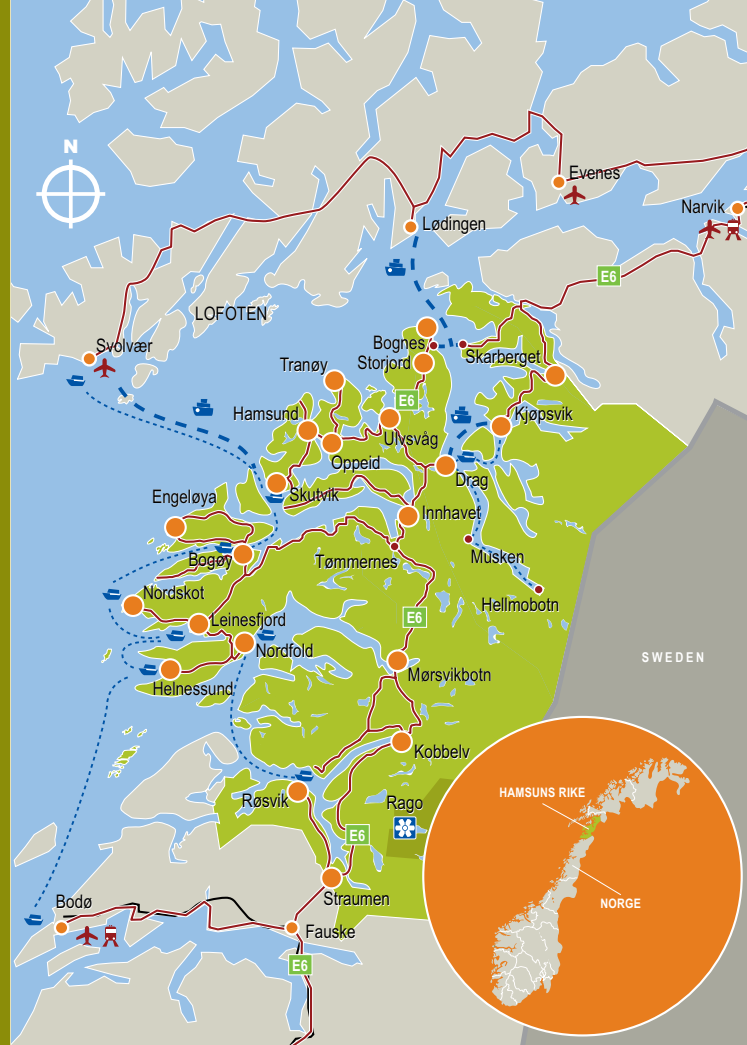 N
Evenes
Narvik
Lødingen
E6
LOFOTEN
Svolvær
Bognes
Storjord
Skarberget
Tranøy
E6
Hamsund
Kjøpsvik
Ulvsvåg
Oppeid
Drag
Skutvik
Engeløya
Innhavet
Bogøy
Tømmernes
Musken
Nordskot
Hellmobotn
E6
Leinesfjord
Nordfold
SWEDEN
Mørsvikbotn
Helnessund
Kobbelv
HAMSUNS RIKE
Røsvik
Rago
E6
Straumen
NORGE
Bodø
Fauske
E6